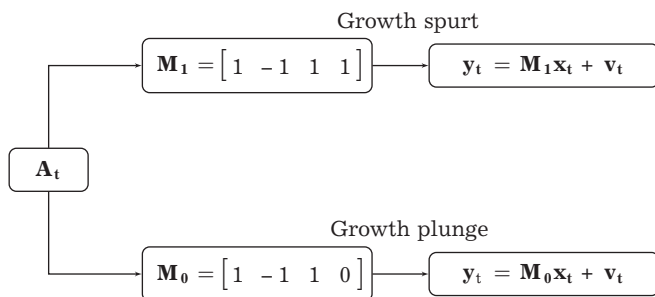 Growth spurt
M₁ = [ 1 −1 1 1 ]
yₜ = M₁xₜ + vₜ
Aₜ
Growth plunge
M₀ = [ 1 −1 1 0 ]
yₜ = M₀xₜ + vₜ